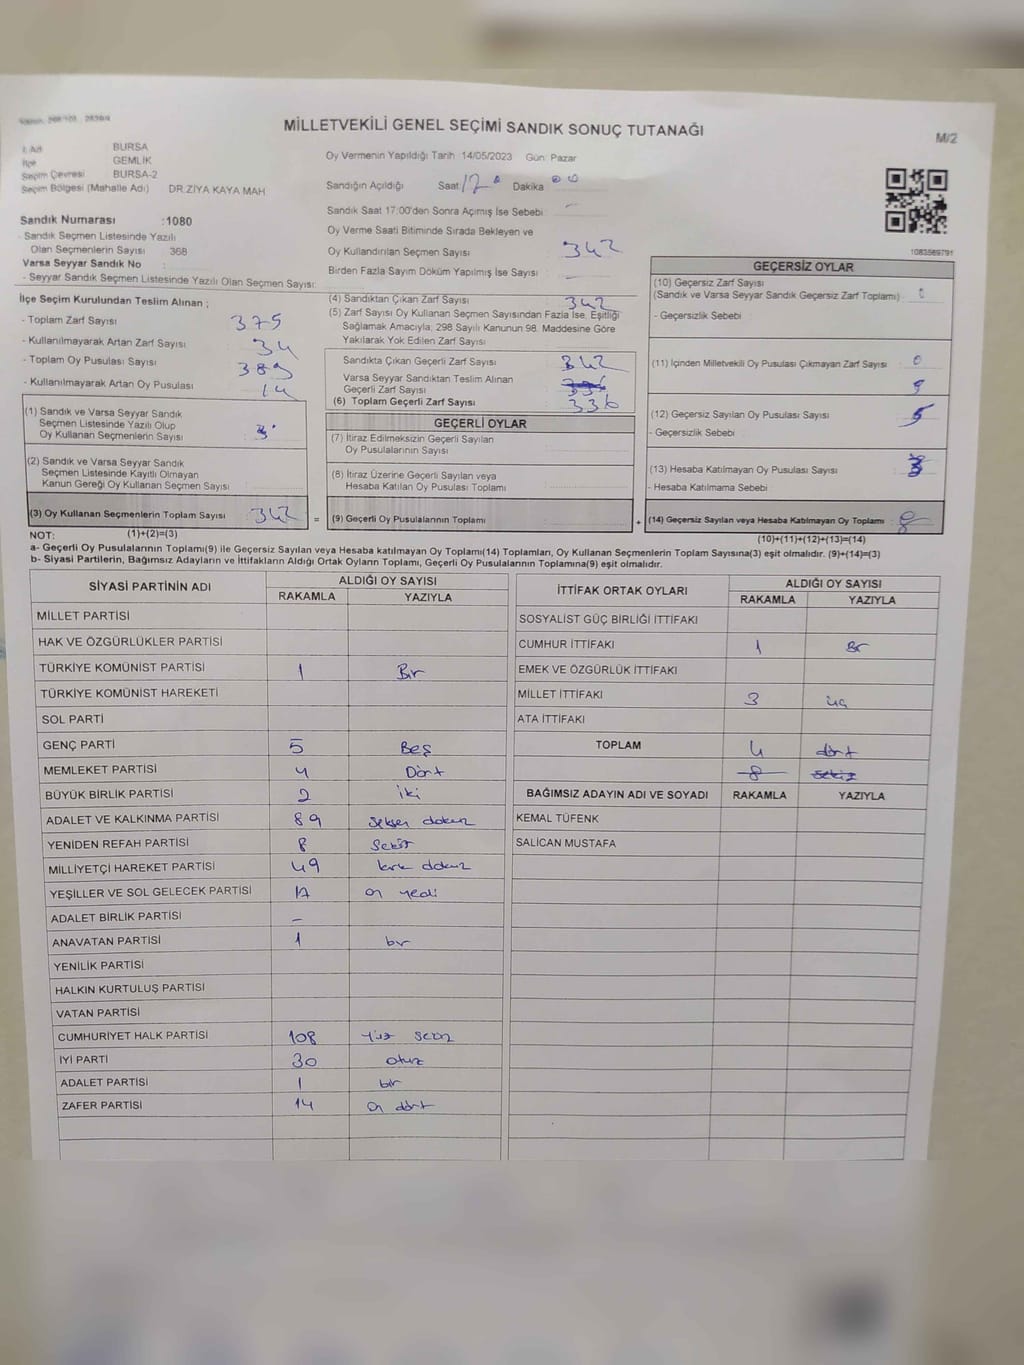 MİLLETVEKİLİ GENEL SEÇİMİ SANDIK SONUÇ TUTANAĞI
M/2
İl Adı BURSA
İlçe GEMLİK
Seçim Çevresi BURSA-2
Seçim Bölgesi (Mahalle Adı) DR.ZİYA KAYA MAH
Sandık Numarası :1080
- Sandık Seçmen Listesinde Yazılı
Olan Seçmenlerin Sayısı 368
Varsa Seyyar Sandık No
- Seyyar Sandık Seçmen Listesinde Yazılı Olan Seçmen Sayısı:
Oy Vermenin Yapıldığı Tarih 14/05/2023 Gün: Pazar
Sandığın Açıldığı Saat Dakika
Sandık Saat 17:00'den Sonra Açımış İse Sebebi
Oy Verme Saati Bitiminde Sırada Bekleyen ve
Oy Kullandırılan Seçmen Sayısı 342
Birden Fazla Sayım Döküm Yapılmış İse Sayısı
1083569791
İlçe Seçim Kurulundan Teslim Alınan ;
- Toplam Zarf Sayısı 375
- Kullanılmayarak Artan Zarf Sayısı 34
- Toplam Oy Pusulası Sayısı 389
- Kullanılmayarak Artan Oy Pusulası 14
(1) Sandık ve Varsa Seyyar Sandık
Seçmen Listesinde Yazılı Olup
Oy Kullanan Seçmenlerin Sayısı
(2) Sandık ve Varsa Seyyar Sandık
Seçmen Listesinde Kayıtlı Olmayan
Kanun Gereği Oy Kullanan Seçmen Sayısı
(3) Oy Kullanan Seçmenlerin Toplam Sayısı 342
(1)+(2)=(3)
(4) Sandıktan Çıkan Zarf Sayısı 342
(5) Zarf Sayısı Oy Kullanan Seçmen Sayısından Fazla İse, Eşitliği
Sağlamak Amacıyla; 298 Sayılı Kanunun 98. Maddesine Göre
Yakılarak Yok Edilen Zarf Sayısı
Sandıkta Çıkan Geçerli Zarf Sayısı 342
Varsa Seyyar Sandıktan Teslim Alınan
Geçerli Zarf Sayısı
(6) Toplam Geçerli Zarf Sayısı 336
GEÇERLİ OYLAR
(7) İtiraz Edilmeksizin Geçerli Sayılan
Oy Pusulalarının Sayısı
(8) İtiraz Üzerine Geçerli Sayılan veya
Hesaba Katılan Oy Pusulası Toplamı
= (9) Geçerli Oy Pusulalarının Toplamı +
GEÇERSİZ OYLAR
(10) Geçersiz Zarf Sayısı
(Sandık ve Varsa Seyyar Sandık Geçersiz Zarf Toplamı)
- Geçersizlik Sebebi
(11) İçinden Milletvekili Oy Pusulası Çıkmayan Zarf Sayısı 0
(12) Geçersiz Sayılan Oy Pusulası Sayısı 5
- Geçersizlik Sebebi
(13) Hesaba Katılmayan Oy Pusulası Sayısı 3
- Hesaba Katılmama Sebebi
(14) Geçersiz Sayılan veya Hesaba Katılmayan Oy Toplamı 8
(10)+(11)+(12)+(13)=(14)
NOT:
a- Geçerli Oy Pusulalarının Toplamı(9) ile Geçersiz Sayılan veya Hesaba katılmayan Oy Toplamı(14) Toplamları, Oy Kullanan Seçmenlerin Toplam Sayısına(3) eşit olmalıdır. (9)+(14)=(3)
b- Siyasi Partilerin, Bağımsız Adayların ve İttifakların Aldığı Ortak Oyların Toplamı, Geçerli Oy Pusulalarının Toplamına(9) eşit olmalıdır.
SİYASİ PARTİNİN ADI ALDIĞI OY SAYISI
RAKAMLA YAZIYLA
MİLLET PARTİSİ
HAK VE ÖZGÜRLÜKLER PARTİSİ
TÜRKİYE KOMÜNİST PARTİSİ 1 Bir
TÜRKİYE KOMÜNİST HAREKETİ
SOL PARTİ
GENÇ PARTİ 5 Beş
MEMLEKET PARTİSİ 4 Dört
BÜYÜK BİRLİK PARTİSİ 2 iki
ADALET VE KALKINMA PARTİSİ 89 seksen dokuz
YENİDEN REFAH PARTİSİ 8 sekiz
MİLLİYETÇİ HAREKET PARTİSİ 49 kırk dokuz
YEŞİLLER VE SOL GELECEK PARTİSİ 17 on yedi
ADALET BİRLİK PARTİSİ –
ANAVATAN PARTİSİ 1 bir
YENİLİK PARTİSİ
HALKIN KURTULUŞ PARTİSİ
VATAN PARTİSİ
CUMHURİYET HALK PARTİSİ 108 yüz sekiz
İYİ PARTİ 30 otuz
ADALET PARTİSİ 1 bir
ZAFER PARTİSİ 14 on dört
İTTİFAK ORTAK OYLARI ALDIĞI OY SAYISI
RAKAMLA YAZIYLA
SOSYALİST GÜÇ BİRLİĞİ İTTİFAKI
CUMHUR İTTİFAKI 1 Bir
EMEK VE ÖZGÜRLÜK İTTİFAKI
MİLLET İTTİFAKI 3 üç
ATA İTTİFAKI
TOPLAM 4 dört
8 sekiz
BAĞIMSIZ ADAYIN ADI VE SOYADI RAKAMLA YAZIYLA
KEMAL TÜFENK
SALİCAN MUSTAFA